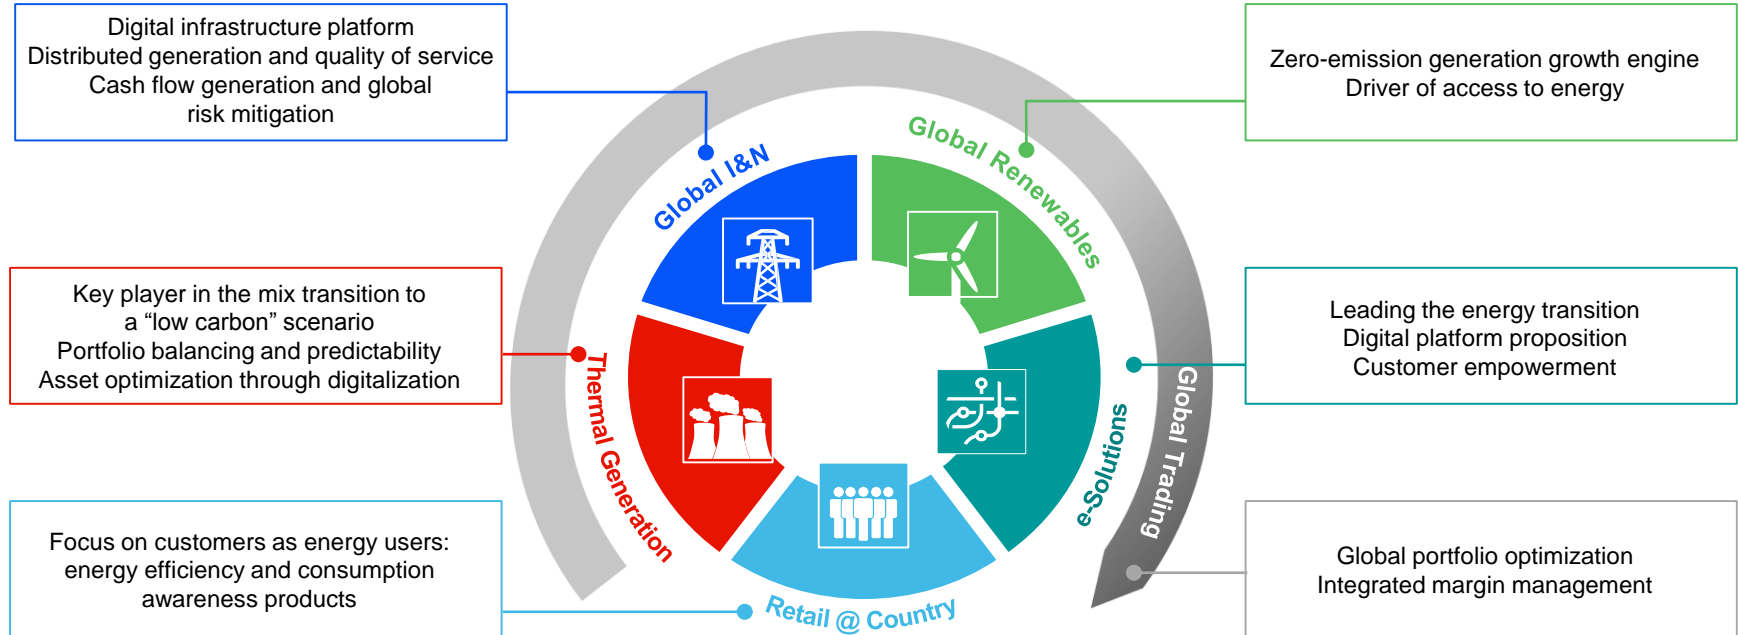 Digital infrastructure platform
Distributed generation and quality of service
Cash flow generation and global
risk mitigation
Zero-emission generation growth engine
Driver of access to energy
Global I&N
Global Renewables
Key player in the mix transition to
a “low carbon” scenario
Portfolio balancing and predictability
Asset optimization through digitalization
Thermal Generation
Leading the energy transition
Digital platform proposition
Customer empowerment
e-Solutions
Global Trading
Focus on customers as energy users:
energy efficiency and consumption
awareness products
Retail @ Country
Global portfolio optimization
Integrated margin management